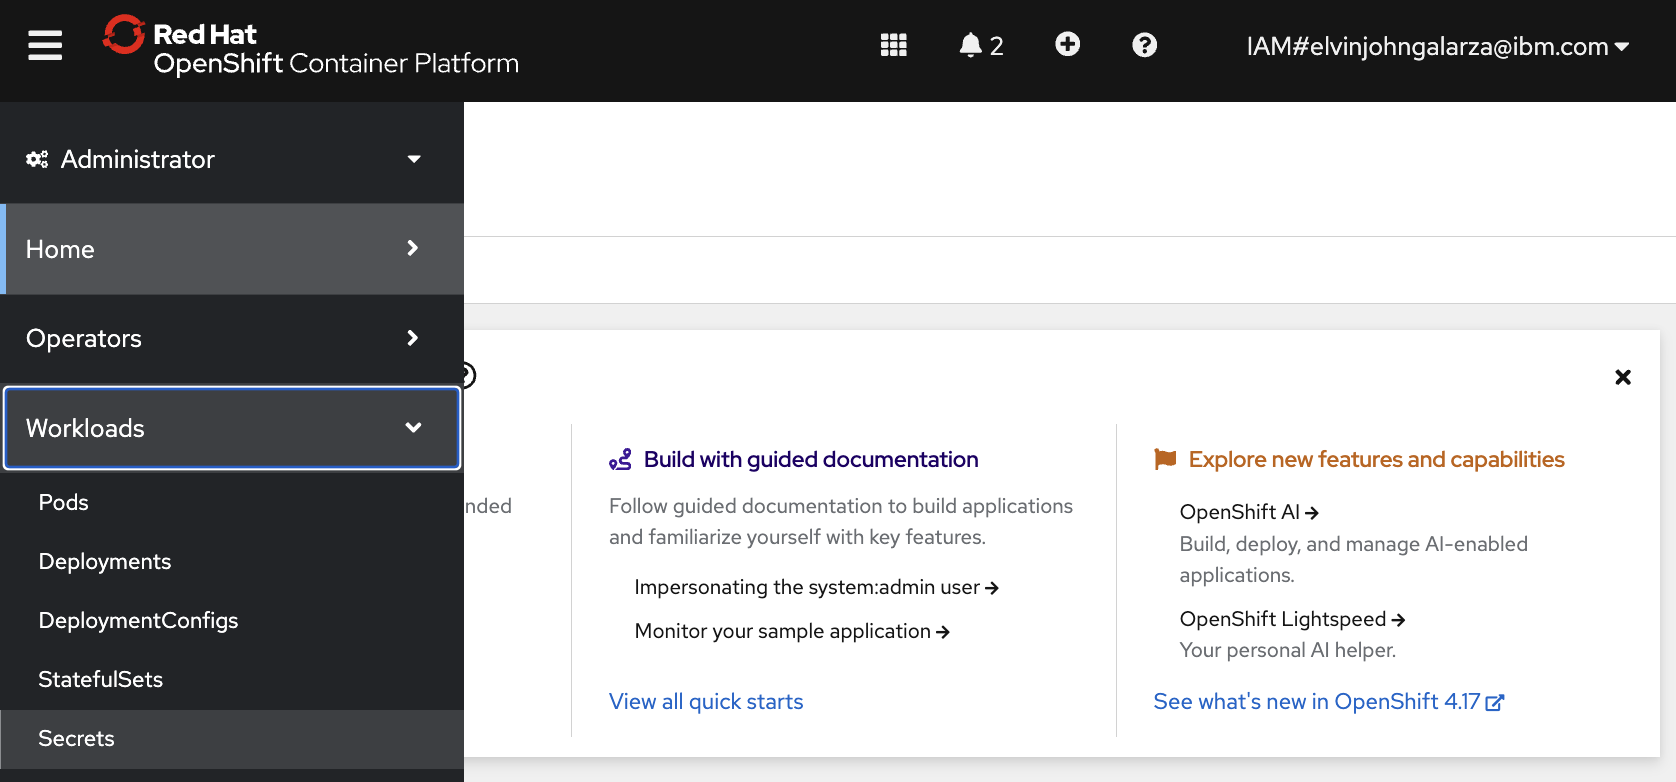 Red Hat
OpenShift Container Platform
2
IAM#elvinjohngalarza@ibm.com
Administrator
Home
Operators
Workloads
Pods
Deployments
DeploymentConfigs
StatefulSets
Secrets
nded
Build with guided documentation
Follow guided documentation to build applications
and familiarize yourself with key features.
Impersonating the system:admin user
Monitor your sample application
View all quick starts
Explore new features and capabilities
OpenShift AI
Build, deploy, and manage AI-enabled
applications.
OpenShift Lightspeed
Your personal AI helper.
See what's new in OpenShift 4.17